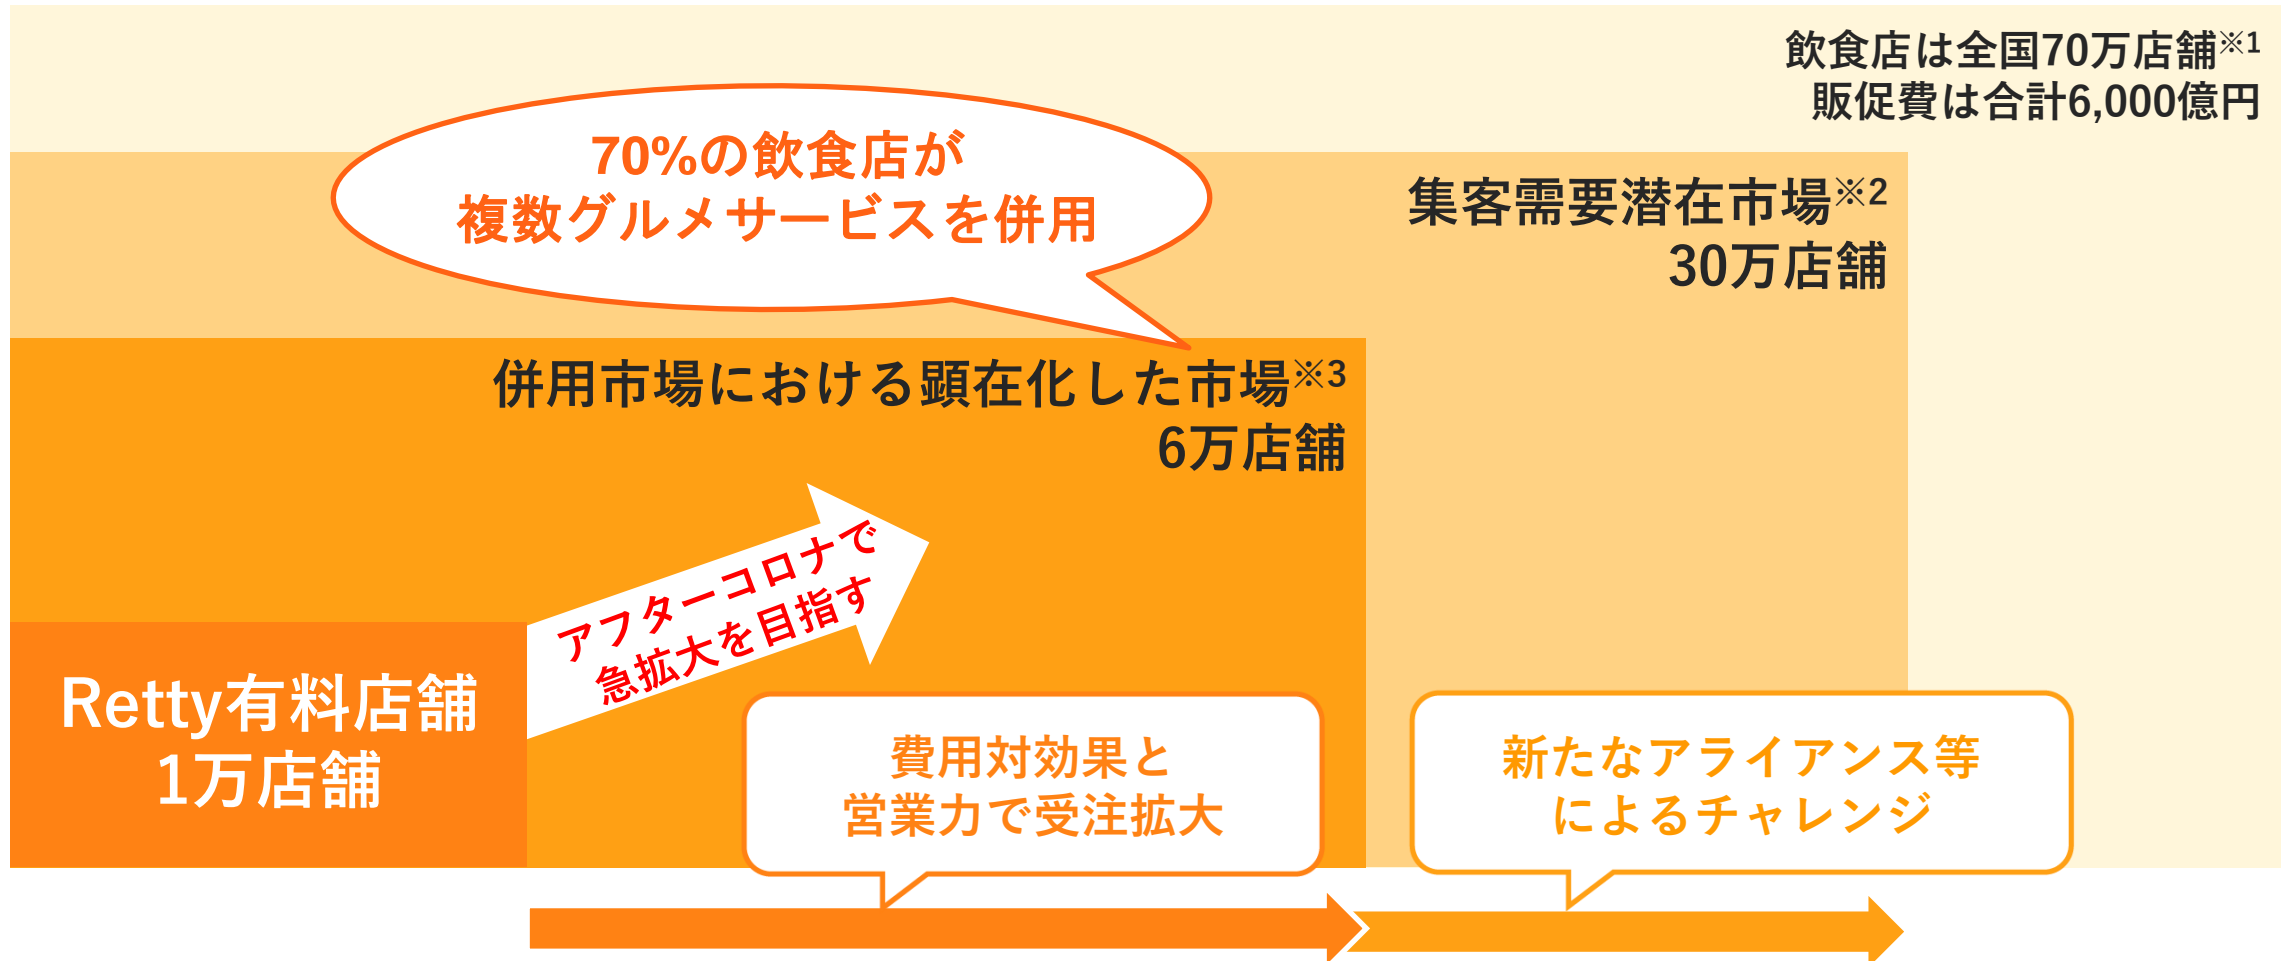 飲食店は全国70万店舗※1
販促費は合計6,000億円
70%の飲食店が
複数グルメサービスを併用
集客需要潜在市場※2
30万店舗
併用市場における顕在化した市場※3
6万店舗
アフターコロナで
急拡大を目指す
Retty有料店舗
1万店舗
費用対効果と
営業力で受注拡大
新たなアライアンス等
によるチャレンジ